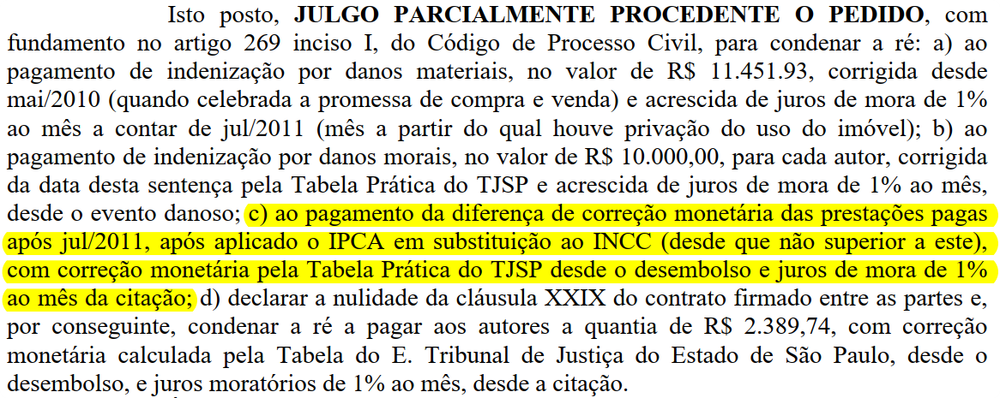 Isto posto, JULGO PARCIALMENTE PROCEDENTE O PEDIDO, com
fundamento no artigo 269 inciso I, do Código de Processo Civil, para condenar a ré: a) ao
pagamento de indenização por danos materiais, no valor de R$ 11.451.93, corrigida desde
mai/2010 (quando celebrada a promessa de compra e venda) e acrescida de juros de mora de 1%
ao mês a contar de jul/2011 (mês a partir do qual houve privação do uso do imóvel); b) ao
pagamento de indenização por danos morais, no valor de R$ 10.000,00, para cada autor, corrigida
da data desta sentença pela Tabela Prática do TJSP e acrescida de juros de mora de 1% ao mês,
desde o evento danoso; c) ao pagamento da diferença de correção monetária das prestações pagas
após jul/2011, após aplicado o IPCA em substituição ao INCC (desde que não superior a este),
com correção monetária pela Tabela Prática do TJSP desde o desembolso e juros de mora de 1%
ao mês da citação; d) declarar a nulidade da cláusula XXIX do contrato firmado entre as partes e,
por conseguinte, condenar a ré a pagar aos autores a quantia de R$ 2.389,74, com correção
monetária calculada pela Tabela do E. Tribunal de Justiça do Estado de São Paulo, desde o
desembolso, e juros moratórios de 1% ao mês, desde a citação.